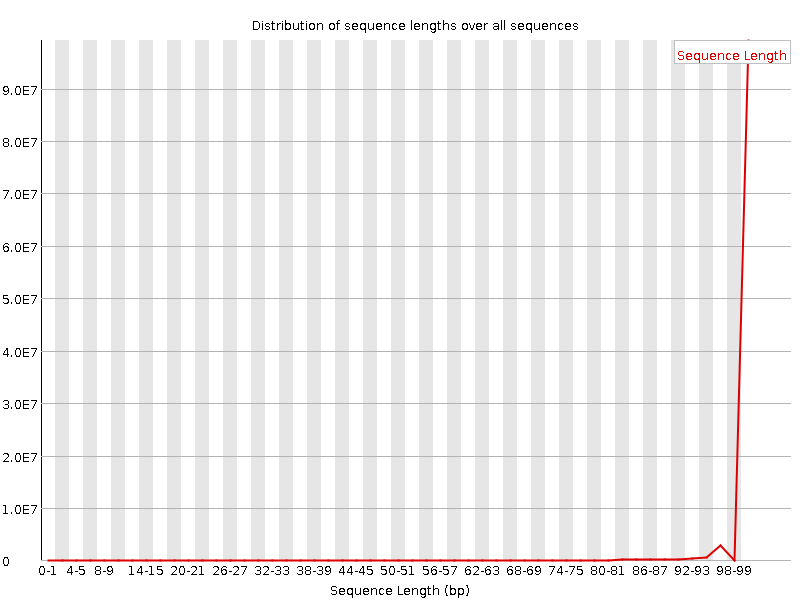 Distribution of sequence lengths over all sequences
Sequence Length
9.0E7
8.0E7
7.0E7
6.0E7
5.0E7
4.0E7
3.0E7
2.0E7
1.0E7
0
0-1 4-5 8-9 14-15 20-21 26-27 32-33 38-39 44-45 50-51 56-57 62-63 68-69 74-75 80-81 86-87 92-93 98-99
Sequence Length (bp)